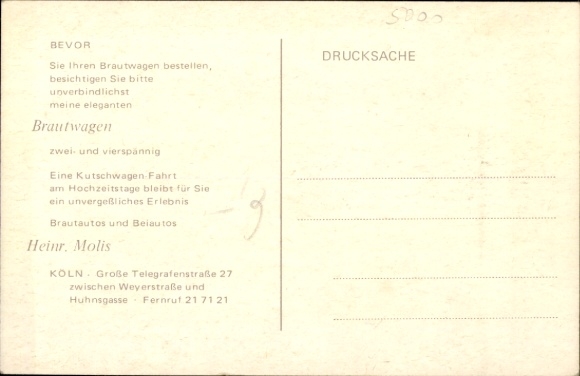 5800
DRUCKSACHE
BEVOR
Sie Ihren Brautwagen bestellen,
besichtigen Sie bitte
unverbindlichst
meine eleganten
Brautwagen
zwei- und vierspännig
Eine Kutschwagen-Fahrt
am Hochzeitstage bleibt für Sie
ein unvergeßliches Erlebnis
Brautautos und Beiautos
Heinr. Molis
KÖLN · Große Telegrafenstraße 27
zwischen Weyerstraße und
Huhnsgasse · Fernruf 21 71 21